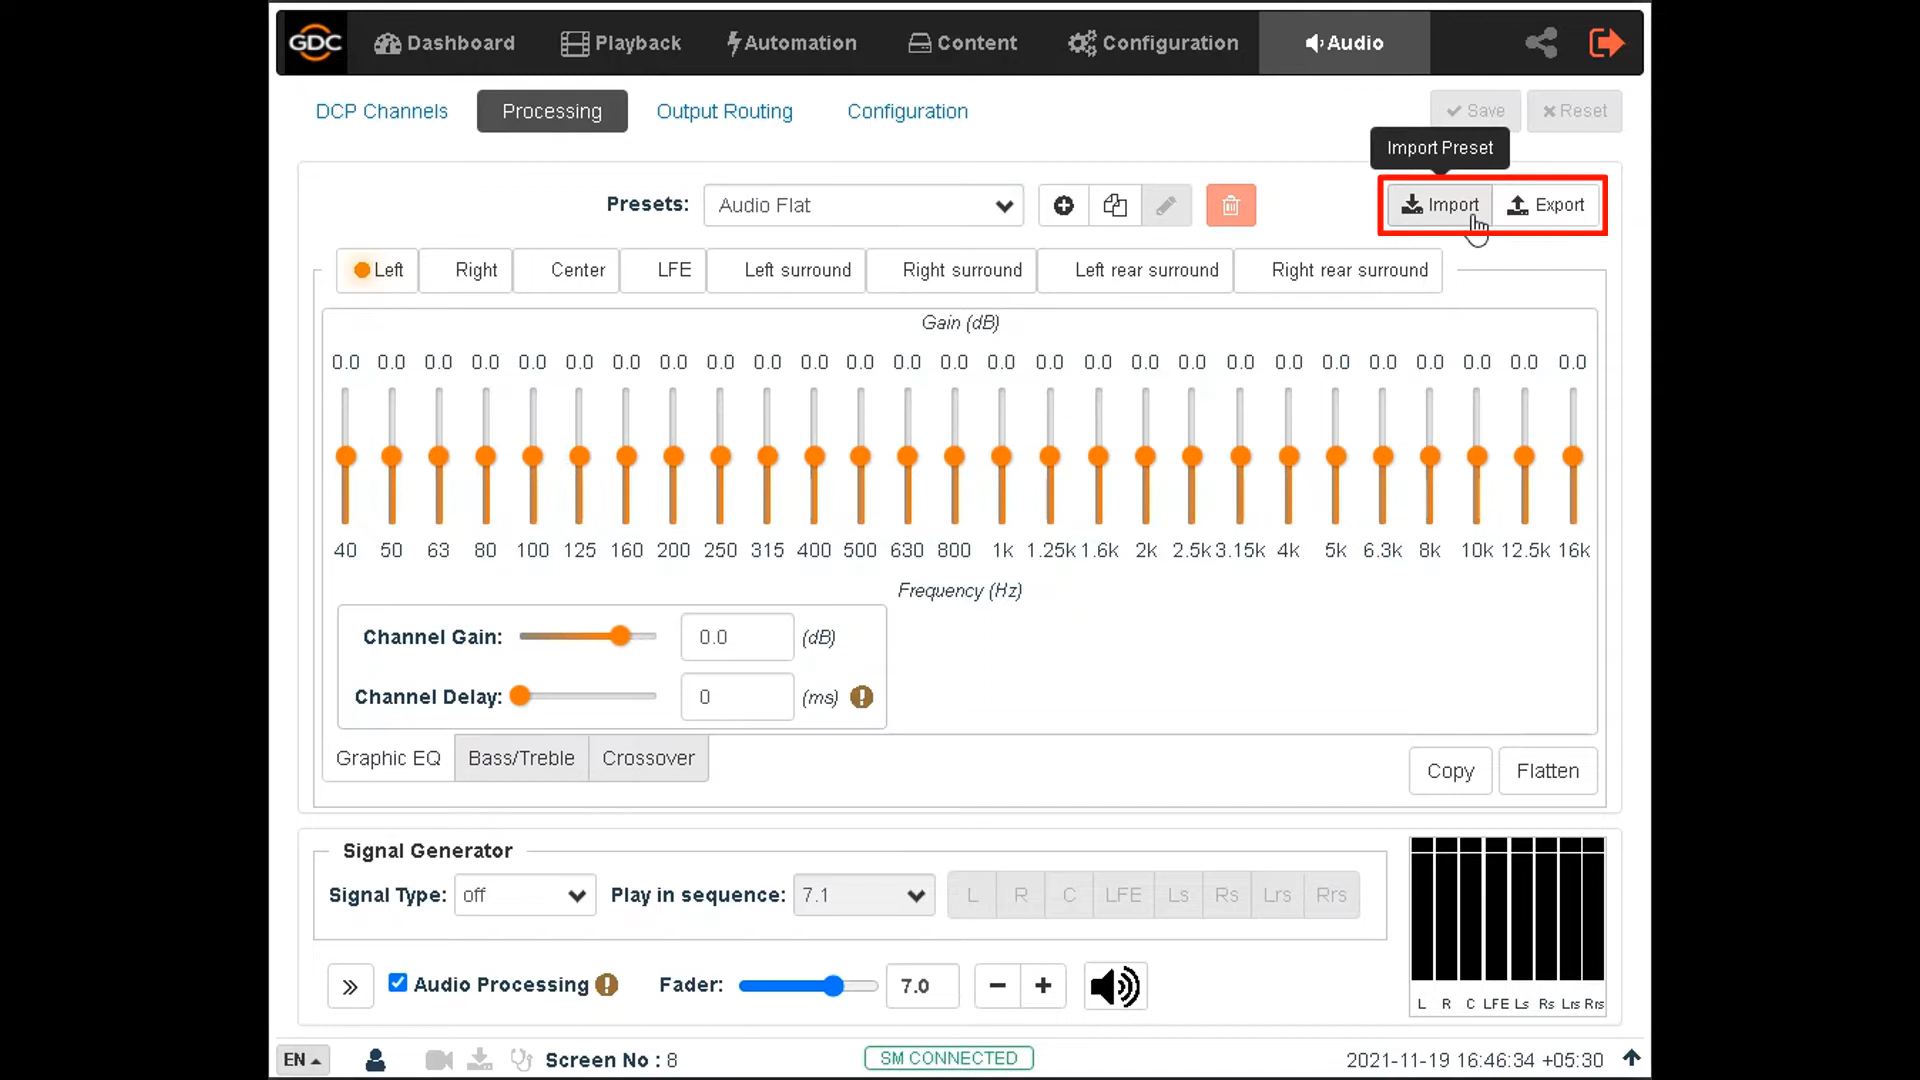 GDC Dashboard Playback Automation Content Configuration Audio
DCP Channels Processing Output Routing Configuration Save Reset
Import Preset
Presets: Audio Flat Import Export
Left Right Center LFE Left surround Right surround Left rear surround Right rear surround
Gain (dB)
0.0 0.0 0.0 0.0 0.0 0.0 0.0 0.0 0.0 0.0 0.0 0.0 0.0 0.0 0.0 0.0 0.0 0.0 0.0 0.0 0.0 0.0 0.0 0.0 0.0 0.0 0.0
40 50 63 80 100 125 160 200 250 315 400 500 630 800 1k 1.25k 1.6k 2k 2.5k 3.15k 4k 5k 6.3k 8k 10k 12.5k 16k
Frequency (Hz)
Channel Gain: 0.0 (dB)
Channel Delay: 0 (ms)
Graphic EQ Bass/Treble Crossover Copy Flatten
Signal Generator
Signal Type: off Play in sequence: 7.1 L R C LFE Ls Rs Lrs Rrs
Audio Processing Fader: 7.0
L R C LFE Ls Rs Lrs Rrs
EN Screen No : 8 SM CONNECTED 2021-11-19 16:46:34 +05:30